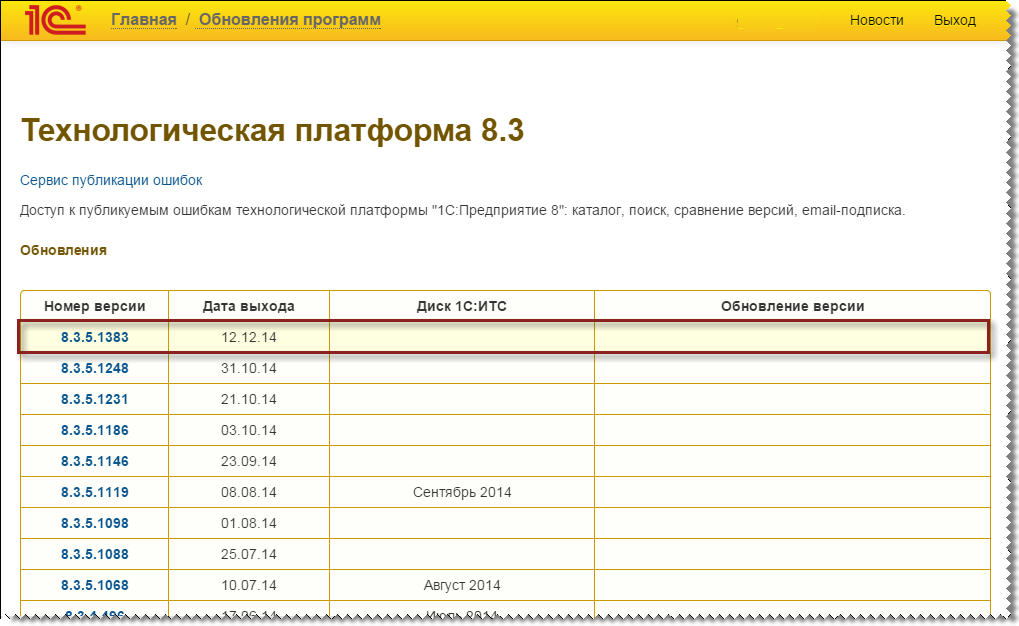 1С ®
Главная / Обновления программ
Новости Выход
Технологическая платформа 8.3
Сервис публикации ошибок
Доступ к публикуемым ошибкам технологической платформы "1С:Предприятие 8": каталог, поиск, сравнение версий, email-подписка.
Обновления
Номер версии Дата выхода Диск 1С:ИТС Обновление версии
8.3.5.1383 12.12.14
8.3.5.1248 31.10.14
8.3.5.1231 21.10.14
8.3.5.1186 03.10.14
8.3.5.1146 23.09.14
8.3.5.1119 08.08.14 Сентябрь 2014
8.3.5.1098 01.08.14
8.3.5.1088 25.07.14
8.3.5.1068 10.07.14 Август 2014
Июль 2014